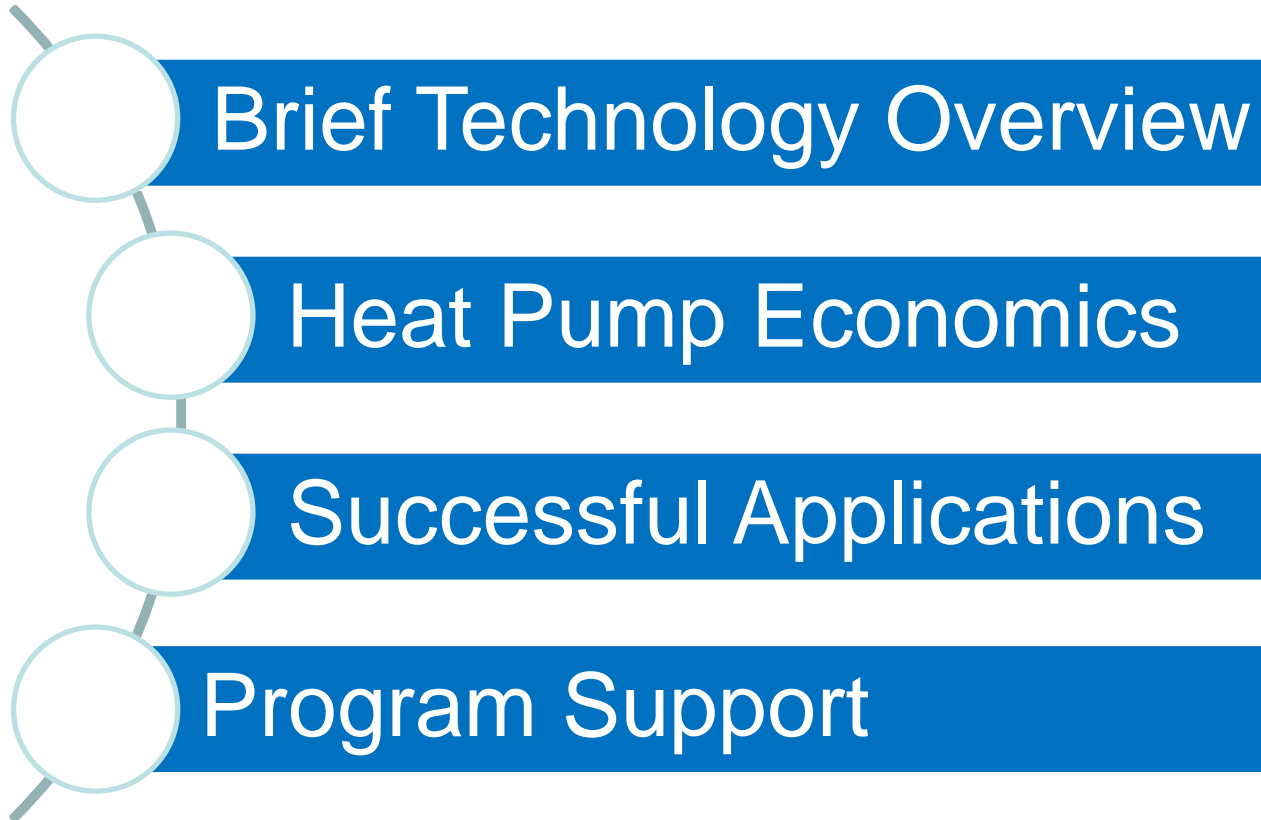 Brief Technology Overview
Heat Pump Economics
Successful Applications
Program Support